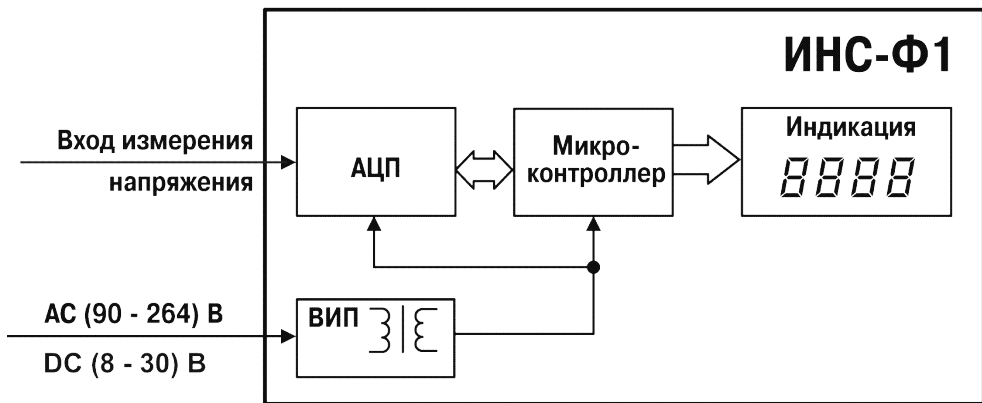 ИНС-Ф1
Вход измерения
напряжения
АЦП
Микро-
контроллер
Индикация
8888
AC (90 - 264) В
DC (8 - 30) В
ВИП